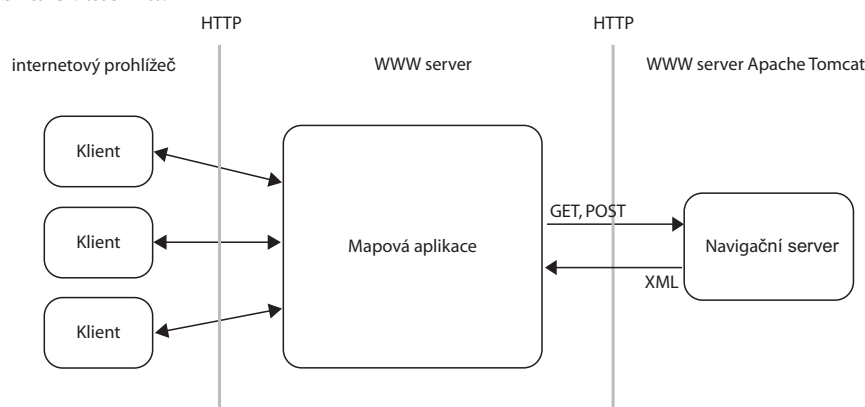 HTTP
HTTP
internetový prohlížeč
WWW server
WWW server Apache Tomcat
Klient
Klient
Klient
Mapová aplikace
GET, POST
XML
Navigační server